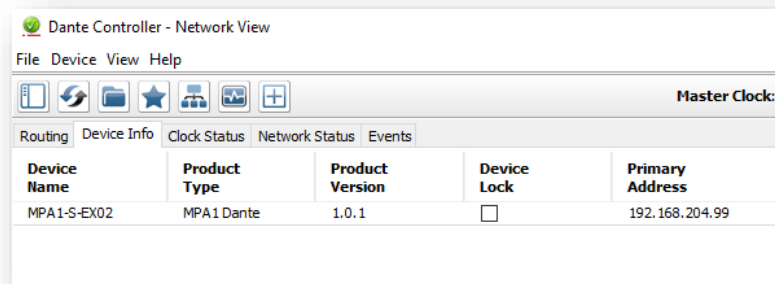 Dante Controller - Network View
File Device View Help
Master Clock:
Routing Device Info Clock Status Network Status Events
Device Name Product Type Product Version Device Lock Primary Address
MPA1-S-EX02 MPA1 Dante 1.0.1 192.168.204.99